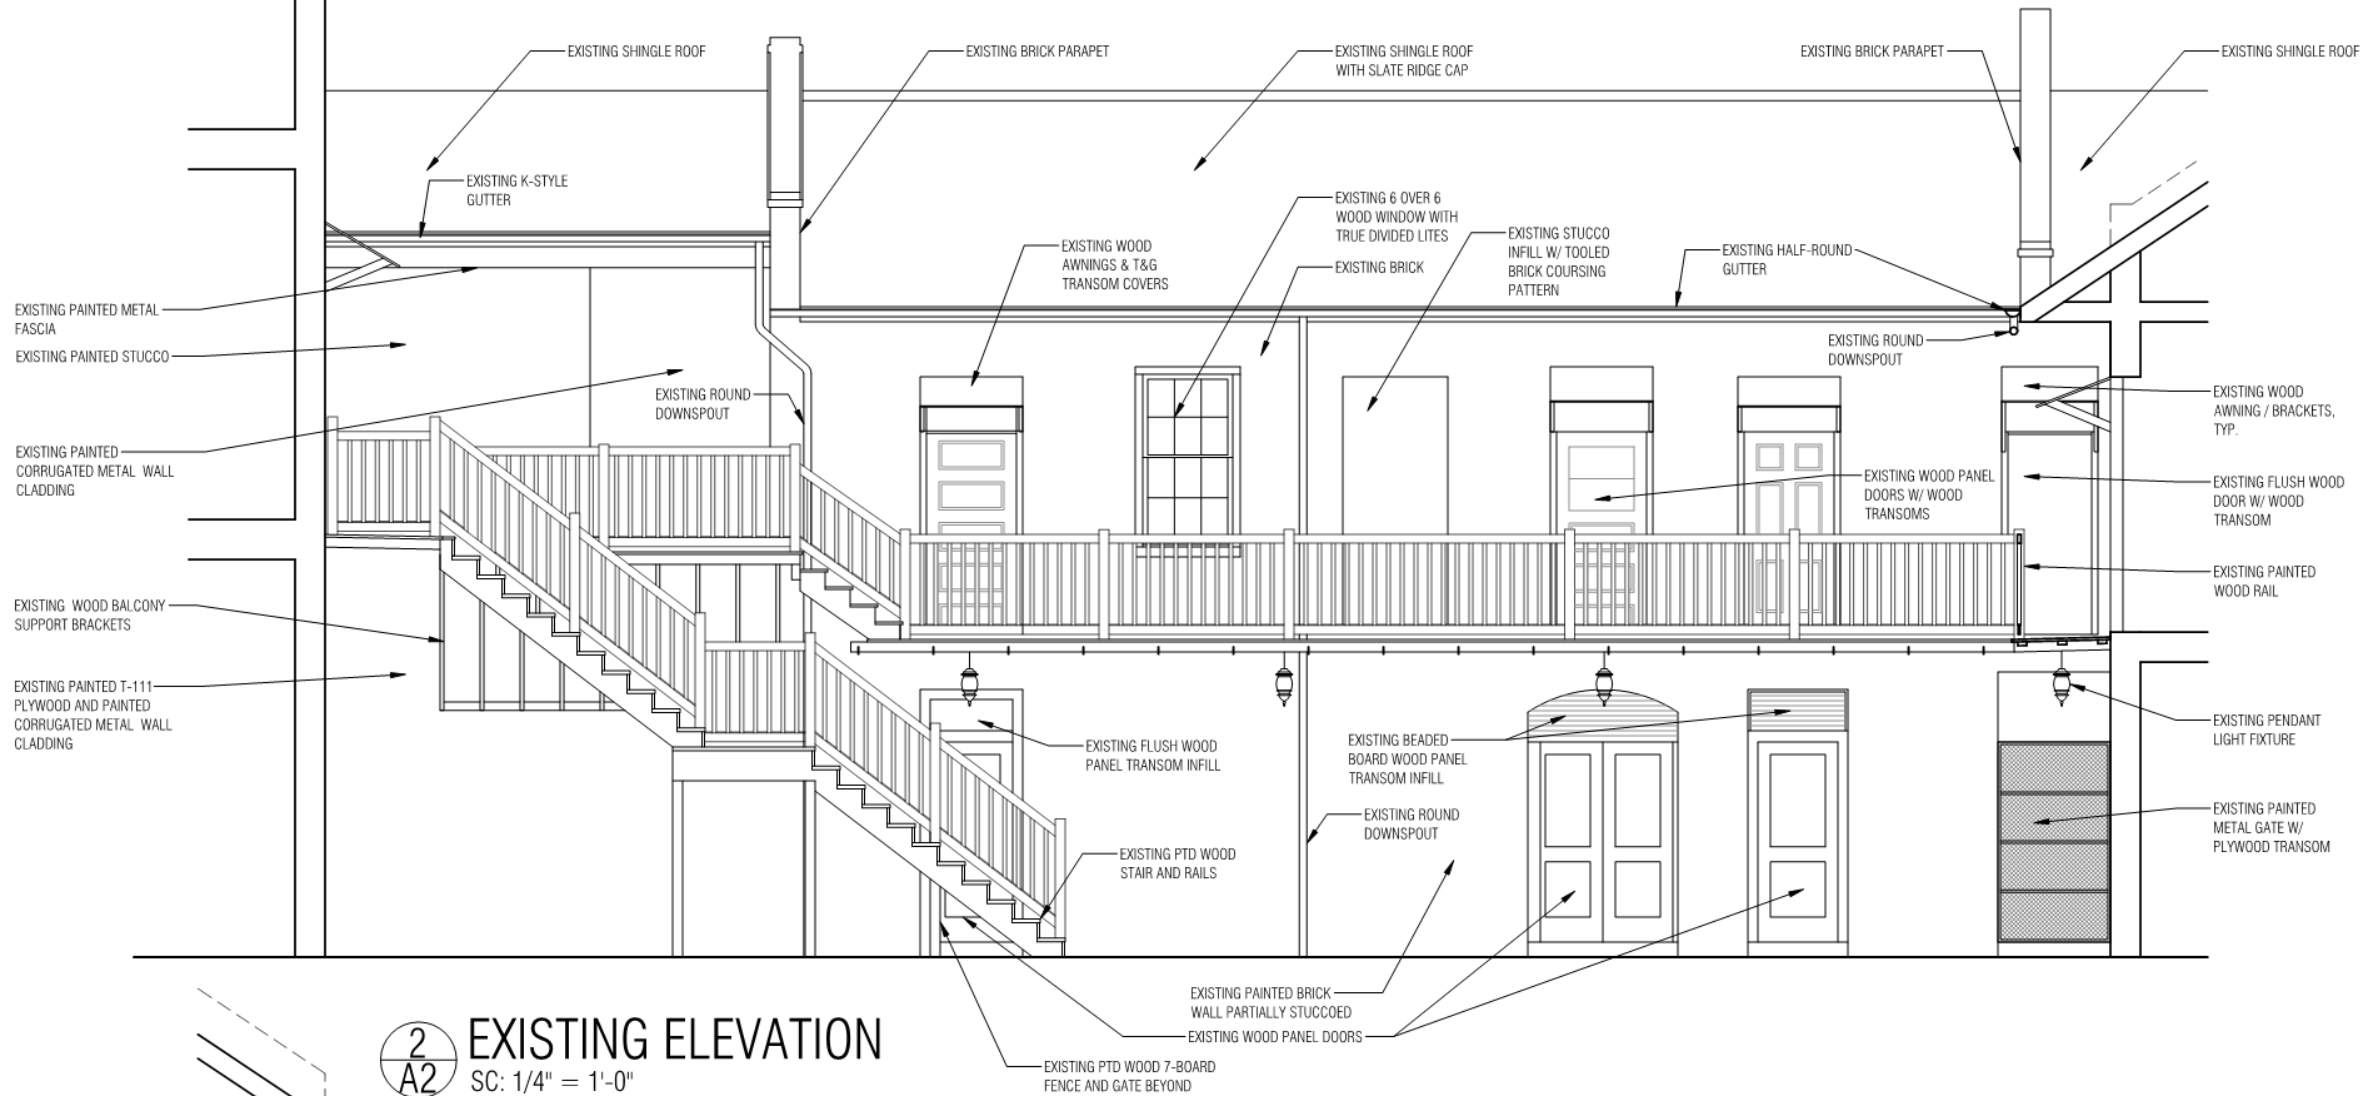 EXISTING SHINGLE ROOF
EXISTING BRICK PARAPET
EXISTING SHINGLE ROOF
WITH SLATE RIDGE CAP
EXISTING BRICK PARAPET
EXISTING SHINGLE ROOF
EXISTING K-STYLE
GUTTER
EXISTING 6 OVER 6
WOOD WINDOW WITH
TRUE DIVIDED LITES
EXISTING WOOD
AWNINGS & T&G
TRANSOM COVERS
EXISTING BRICK
EXISTING STUCCO
INFILL W/ TOOLED
BRICK COURSING
PATTERN
EXISTING HALF-ROUND
GUTTER
EXISTING PAINTED METAL
FASCIA
EXISTING PAINTED STUCCO
EXISTING ROUND
DOWNSPOUT
EXISTING ROUND
DOWNSPOUT
EXISTING WOOD
AWNING / BRACKETS,
TYP.
EXISTING PAINTED
CORRUGATED METAL WALL
CLADDING
EXISTING WOOD PANEL
DOORS W/ WOOD
TRANSOMS
EXISTING FLUSH WOOD
DOOR W/ WOOD
TRANSOM
EXISTING PAINTED
WOOD RAIL
EXISTING WOOD BALCONY
SUPPORT BRACKETS
EXISTING PAINTED T-111
PLYWOOD AND PAINTED
CORRUGATED METAL WALL
CLADDING
EXISTING FLUSH WOOD
PANEL TRANSOM INFILL
EXISTING BEADED
BOARD WOOD PANEL
TRANSOM INFILL
EXISTING PENDANT
LIGHT FIXTURE
EXISTING ROUND
DOWNSPOUT
EXISTING PAINTED
METAL GATE W/
PLYWOOD TRANSOM
EXISTING PTD WOOD
STAIR AND RAILS
EXISTING PAINTED BRICK
WALL PARTIALLY STUCCOED
EXISTING WOOD PANEL DOORS
EXISTING PTD WOOD 7-BOARD
FENCE AND GATE BEYOND
2
A2
EXISTING ELEVATION
SC: 1/4" = 1'-0"